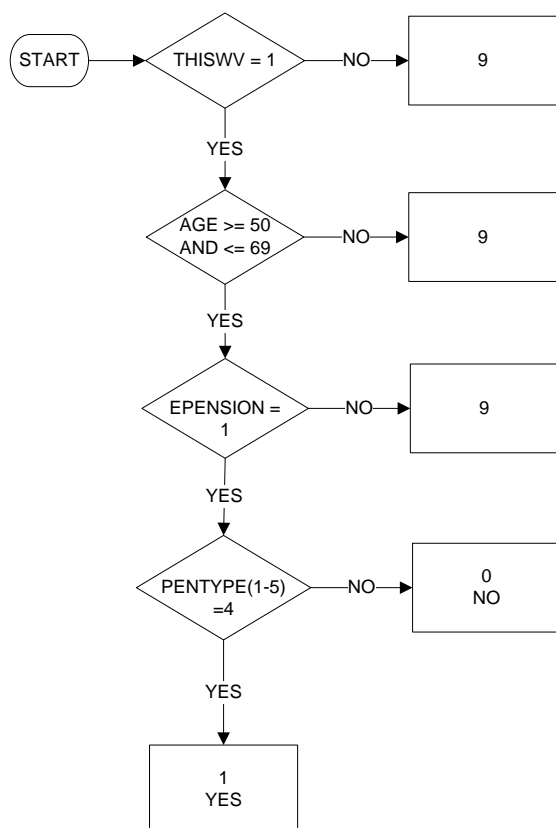 START
THISWV = 1
NO
9
YES
AGE >= 50
AND <= 69
NO
9
YES
EPENSION =
1
NO
9
YES
PENTYPE(1-5)
=4
NO
0
NO
YES
1
YES